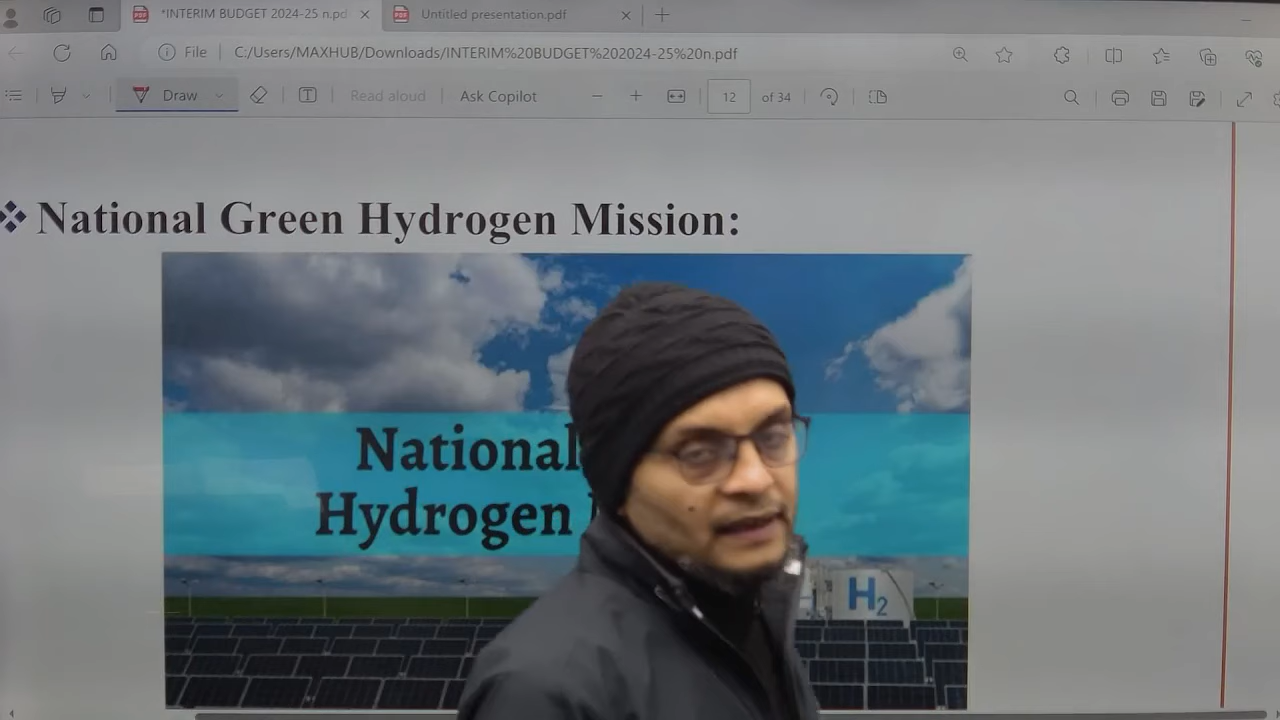 *INTERIM BUDGET 2024-25 n.pd
Untitled presentation.pdf
File
C:/Users/MAXHUB/Downloads/INTERIM%20BUDGET%202024-25%20n.pdf
Draw
Read aloud
Ask Copilot
12 of 34
National Green Hydrogen Mission:
National
Hydrogen
H2